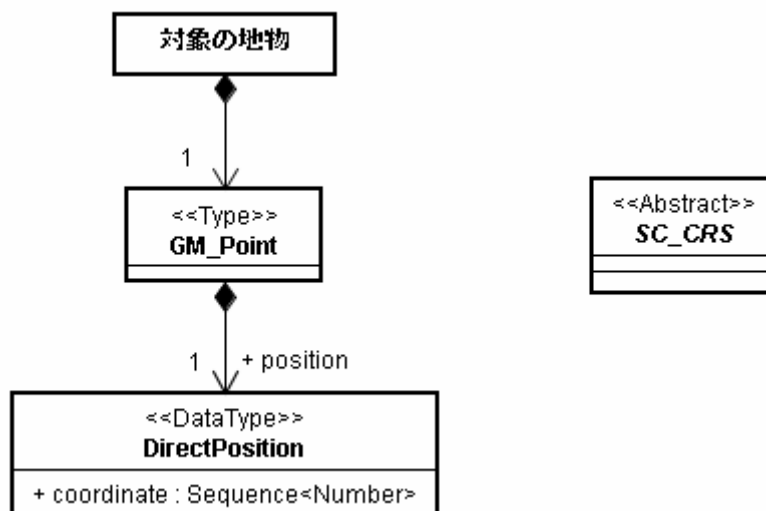 対象の地物
1
<<Type>>
GM_Point
<<Abstract>>
SC_CRS
1 + position
<<DataType>>
DirectPosition
+ coordinate : Sequence<Number>